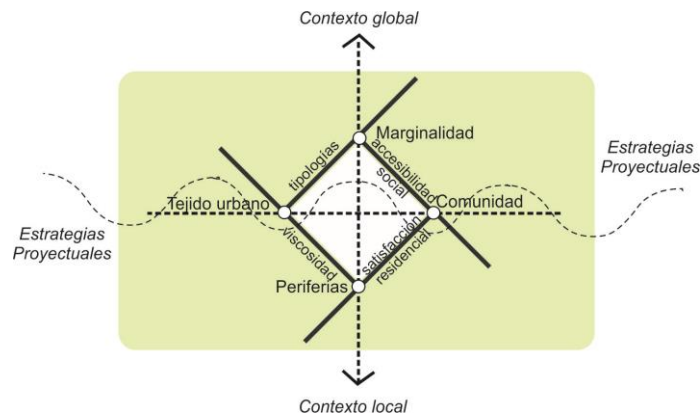 Contexto global
Marginalidad
tipologías
accesibilidad
social
Estrategias
Proyectuales
Tejido urbano
Comunidad
Estrategias
Proyectuales
viscosidad
satisfacción
residencial
Periferias
Contexto local